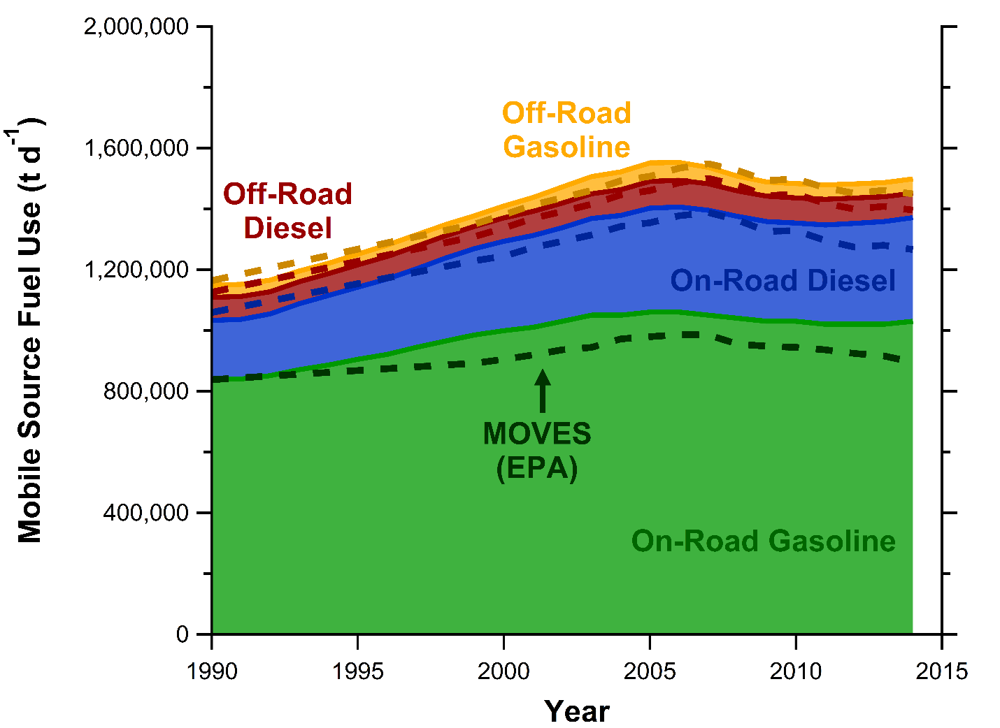 2,000,000
1,600,000
1,200,000
800,000
400,000
0
Mobile Source Fuel Use (t d⁻¹)
Off-Road
Gasoline
Off-Road
Diesel
On-Road Diesel
MOVES
(EPA)
On-Road Gasoline
1990
1995
2000
2005
2010
2015
Year